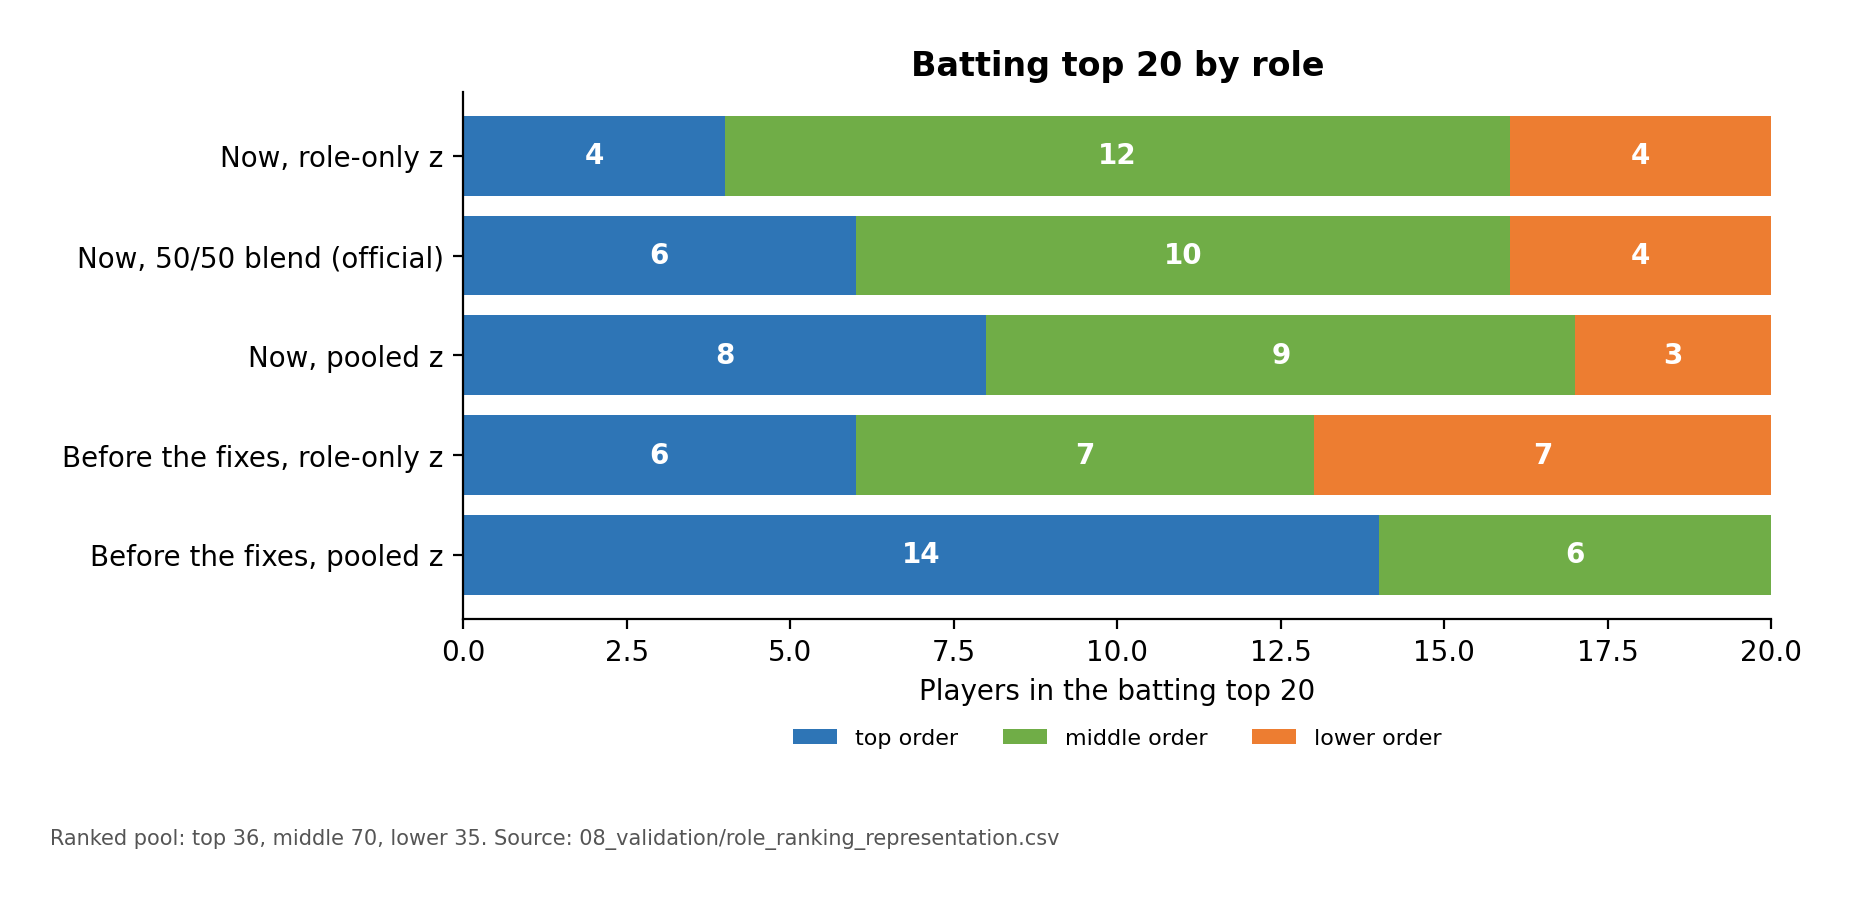 Batting top 20 by role
Now, role-only z
4 12 4
Now, 50/50 blend (official)
6 10 4
Now, pooled z
8 9 3
Before the fixes, role-only z
6 7 7
Before the fixes, pooled z
14 6
0.0 2.5 5.0 7.5 10.0 12.5 15.0 17.5 20.0
Players in the batting top 20
top order middle order lower order
Ranked pool: top 36, middle 70, lower 35. Source: 08_validation/role_ranking_representation.csv